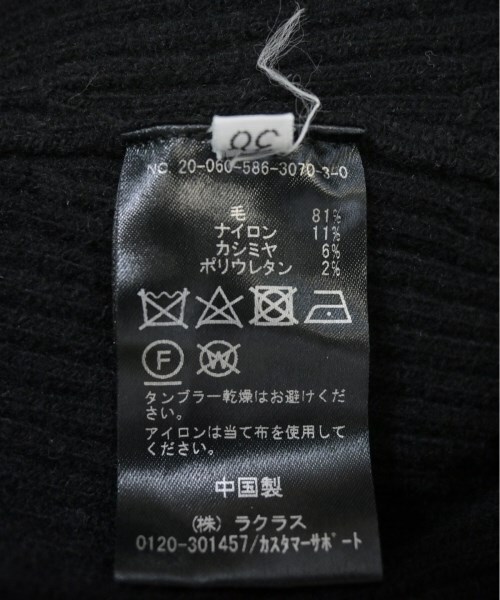 QC
NO. 20-060-586-3070-3-0
毛 81%
ナイロン 11%
カシミヤ 6%
ポリウレタン 2%
F W
タンブラー乾燥はお避けくだ
さい。
アイロンは当て布を使用して
ください。
中国製
(株) ラクラス
0120-301457/カスタマーサポート